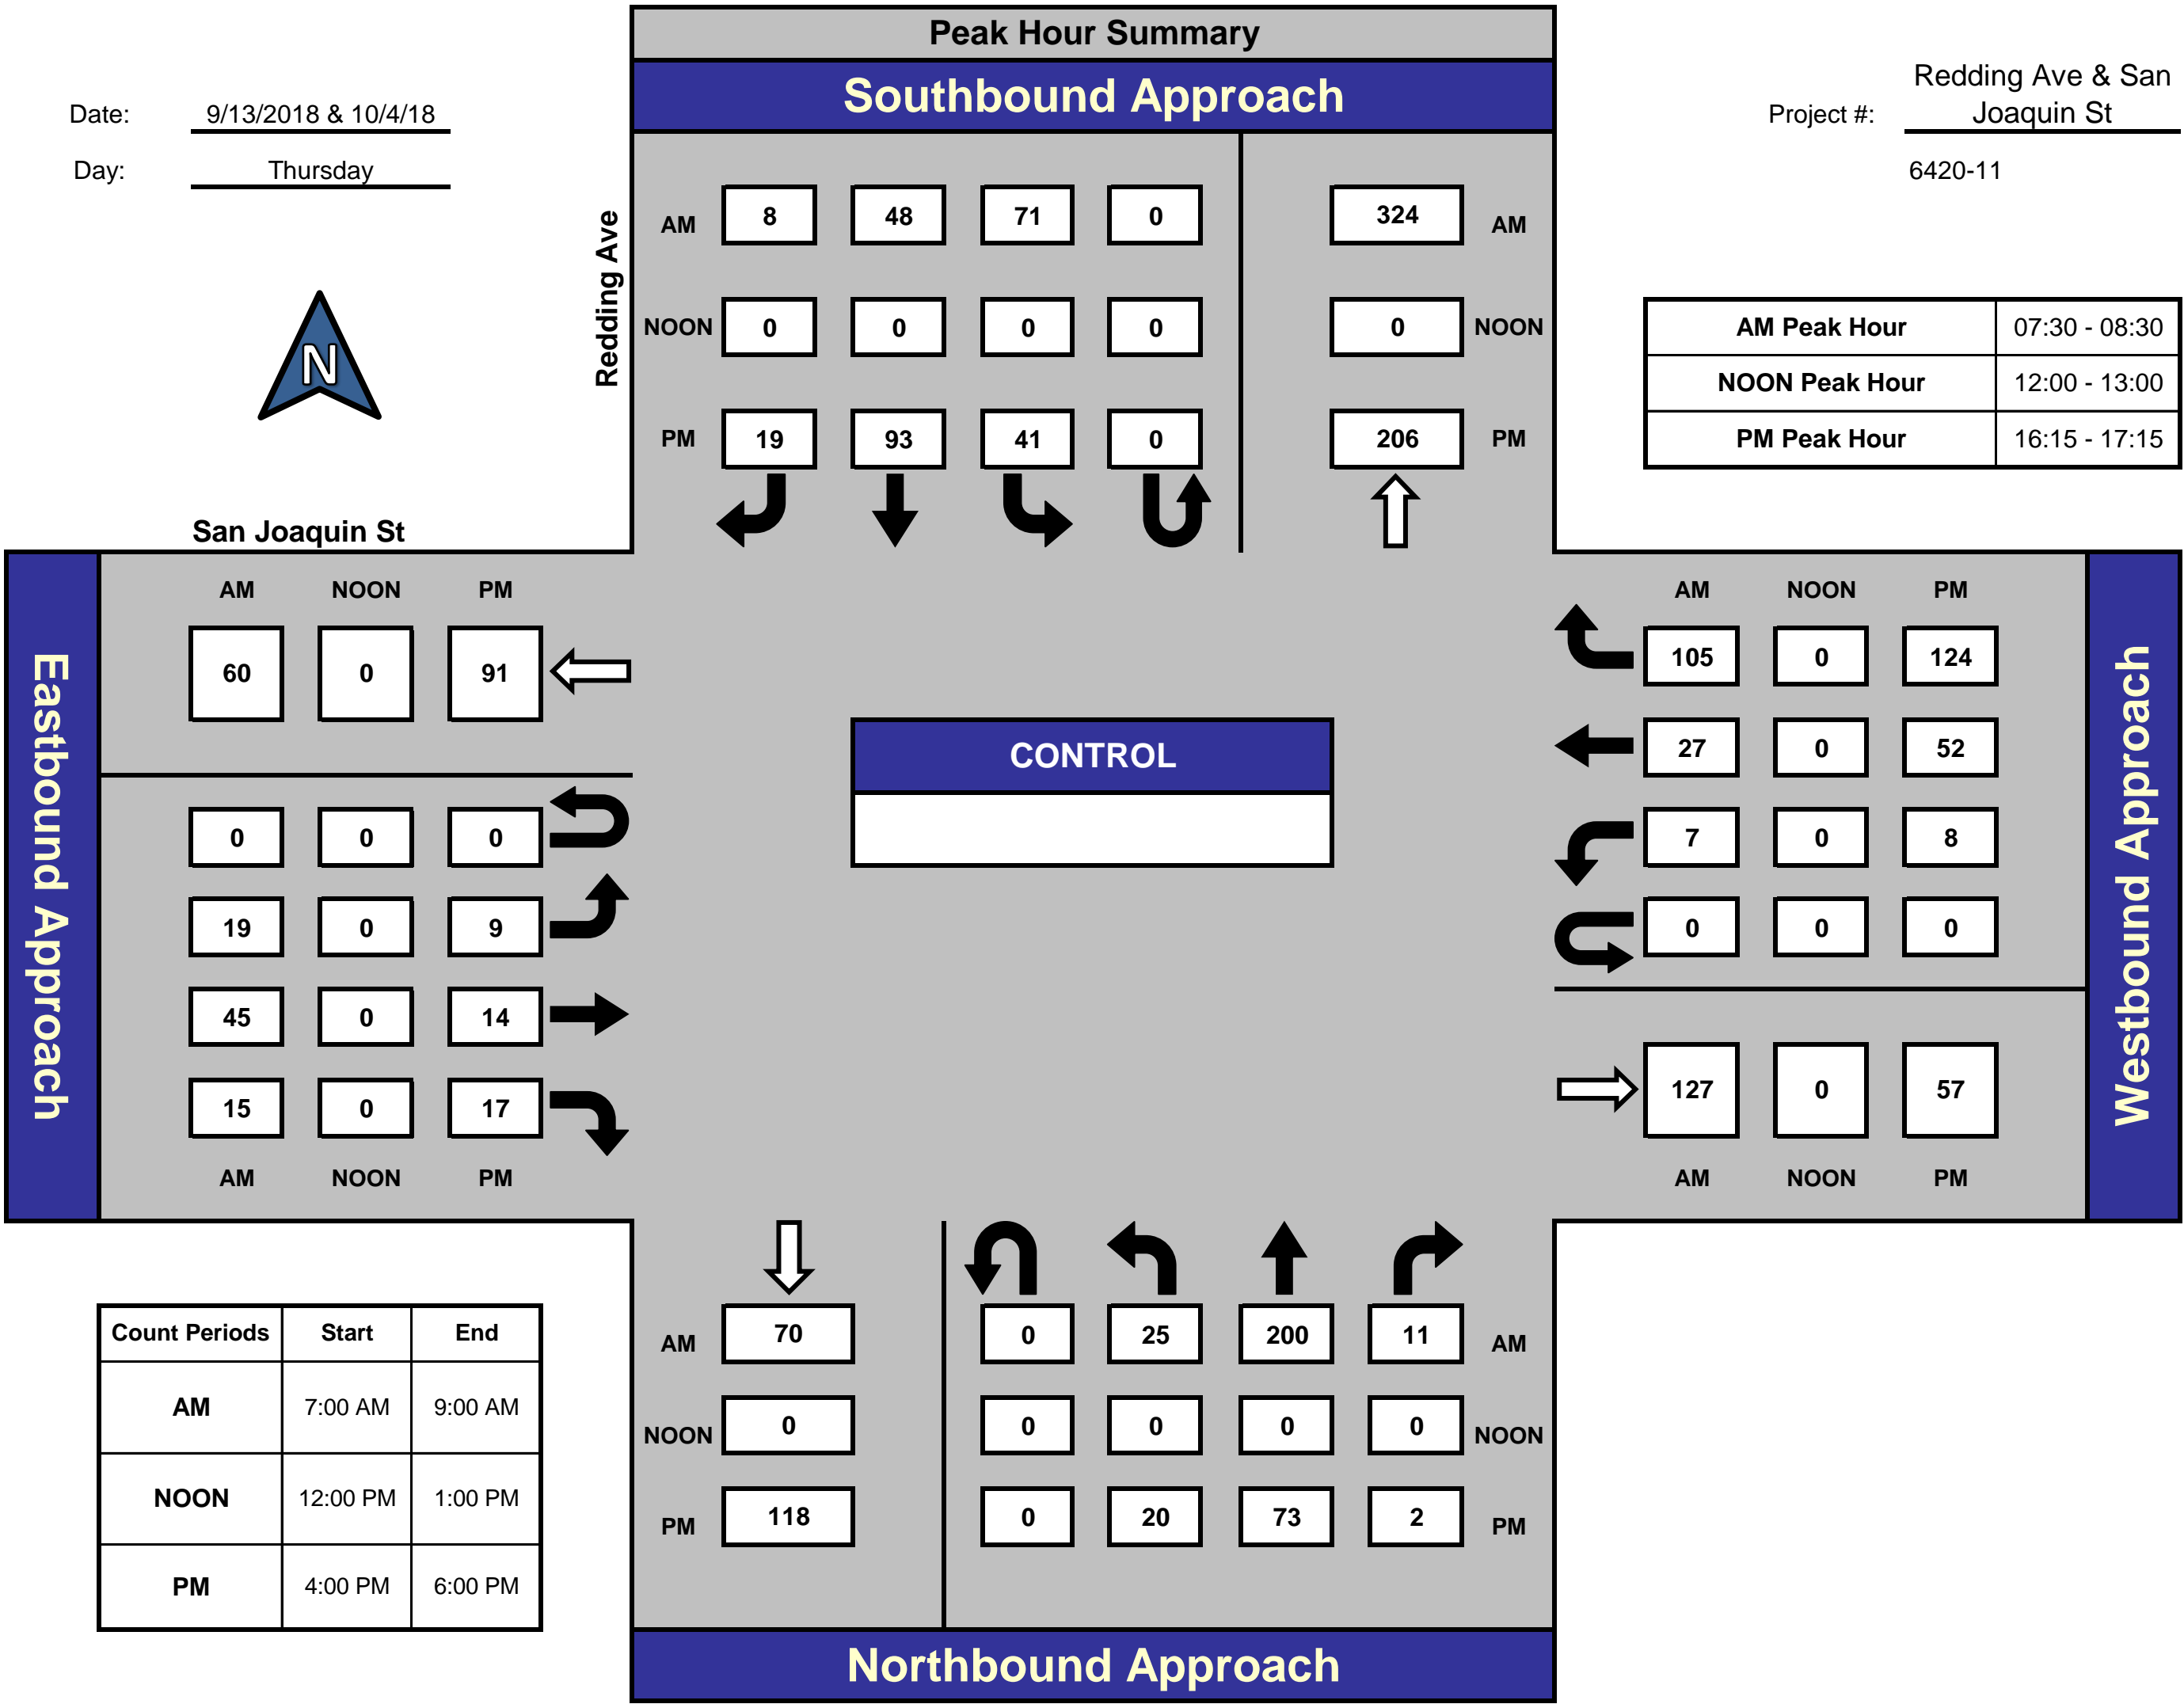 Peak Hour Summary
Southbound Approach
Date: 9/13/2018 & 10/4/18
Day: Thursday
Redding Ave & San
Project #: Joaquin St
6420-11
N
Redding Ave
AM 8 48 71 0 324 AM
NOON 0 0 0 0 0 NOON
PM 19 93 41 0 206 PM
AM Peak Hour 07:30 - 08:30
NOON Peak Hour 12:00 - 13:00
PM Peak Hour 16:15 - 17:15
San Joaquin St
Eastbound Approach
AM NOON PM
60 0 91
0 0 0
19 0 9
45 0 14
15 0 17
AM NOON PM
CONTROL
AM NOON PM
105 0 124
27 0 52
7 0 8
0 0 0
127 0 57
AM NOON PM
Westbound Approach
Count Periods Start End
AM 7:00 AM 9:00 AM
NOON 12:00 PM 1:00 PM
PM 4:00 PM 6:00 PM
AM 70 0 25 200 11 AM
NOON 0 0 0 0 0 NOON
PM 118 0 20 73 2 PM
Northbound Approach